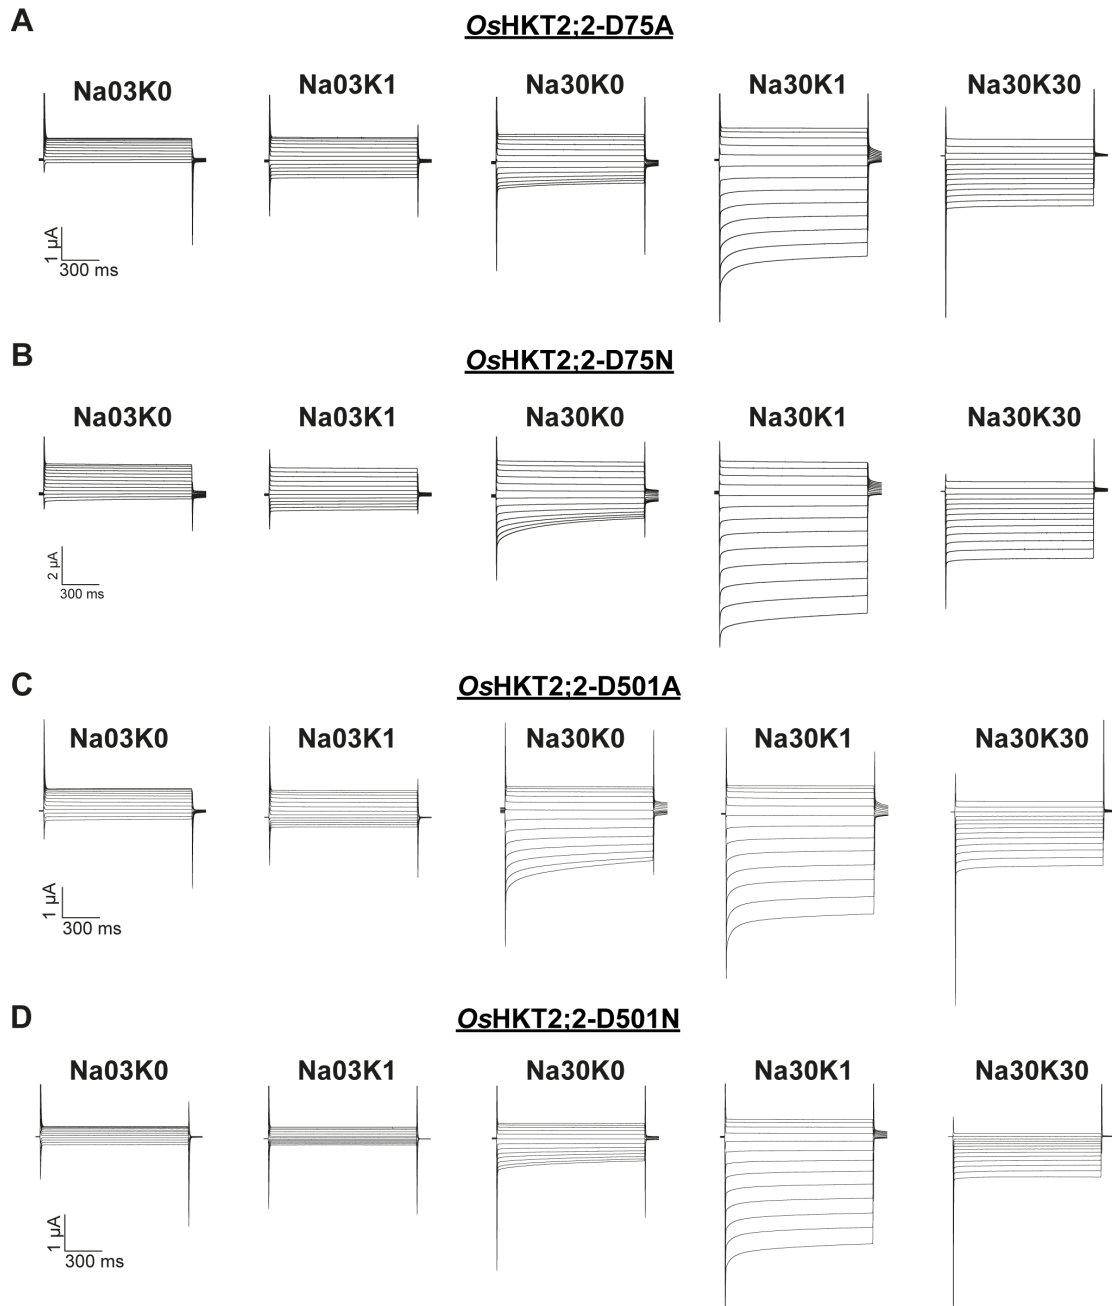 A
OsHKT2;2-D75A
Na03K0 Na03K1 Na30K0 Na30K1 Na30K30
1 µA
300 ms
B
OsHKT2;2-D75N
Na03K0 Na03K1 Na30K0 Na30K1 Na30K30
2 µA
300 ms
C
OsHKT2;2-D501A
Na03K0 Na03K1 Na30K0 Na30K1 Na30K30
1 µA
300 ms
D
OsHKT2;2-D501N
Na03K0 Na03K1 Na30K0 Na30K1 Na30K30
1 µA
300 ms